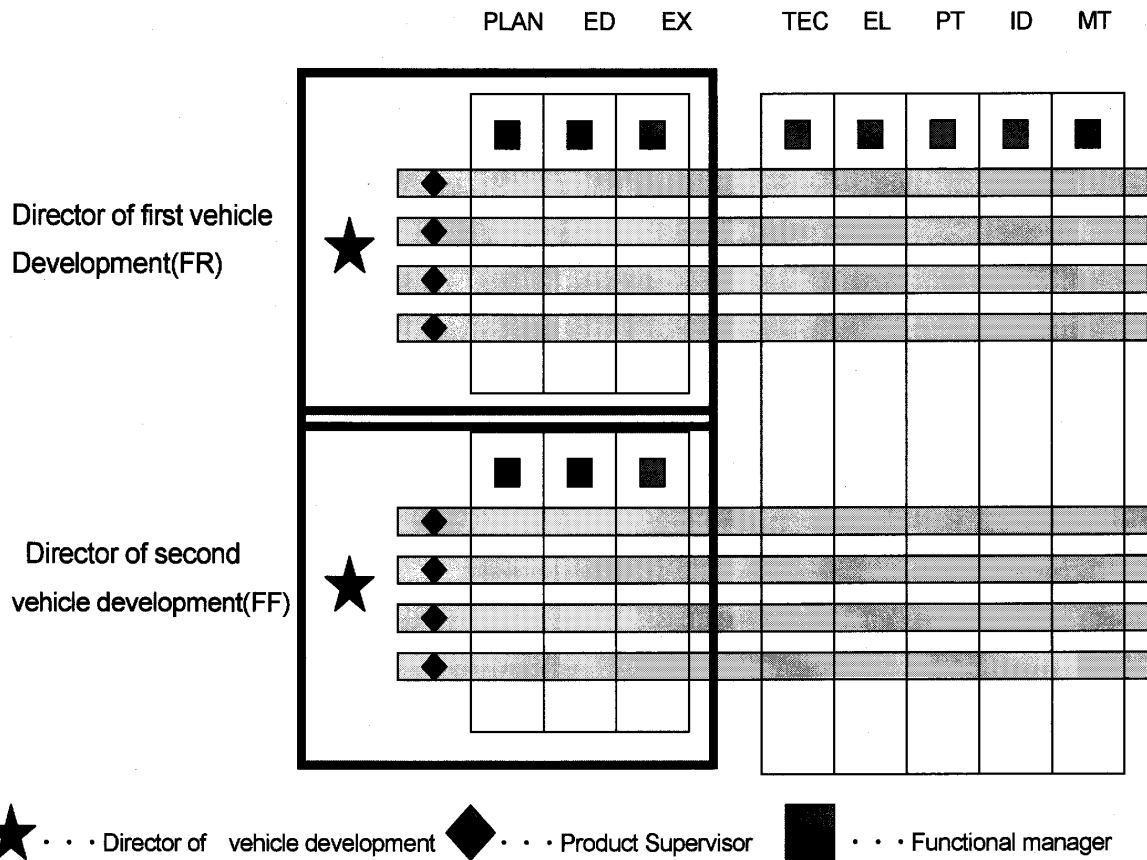 PLAN ED EX TEC EL PT ID MT
Director of first vehicle
Development(FR)
Director of second
vehicle development(FF)
· · · Director of vehicle development · · · Product Supervisor · · · Functional manager